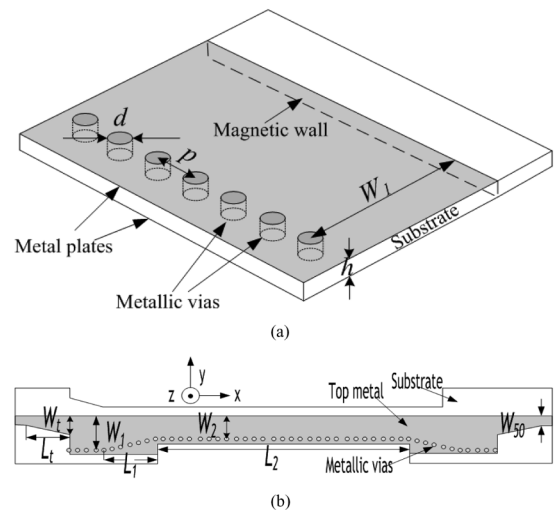 d
Magnetic wall
p
W1
Substrate
Metal plates
h
Metallic vias
(a)
y
z
x
Top metal
Substrate
Wt
W1
W2
W50
Lt
L1
L2
Metallic vias
(b)